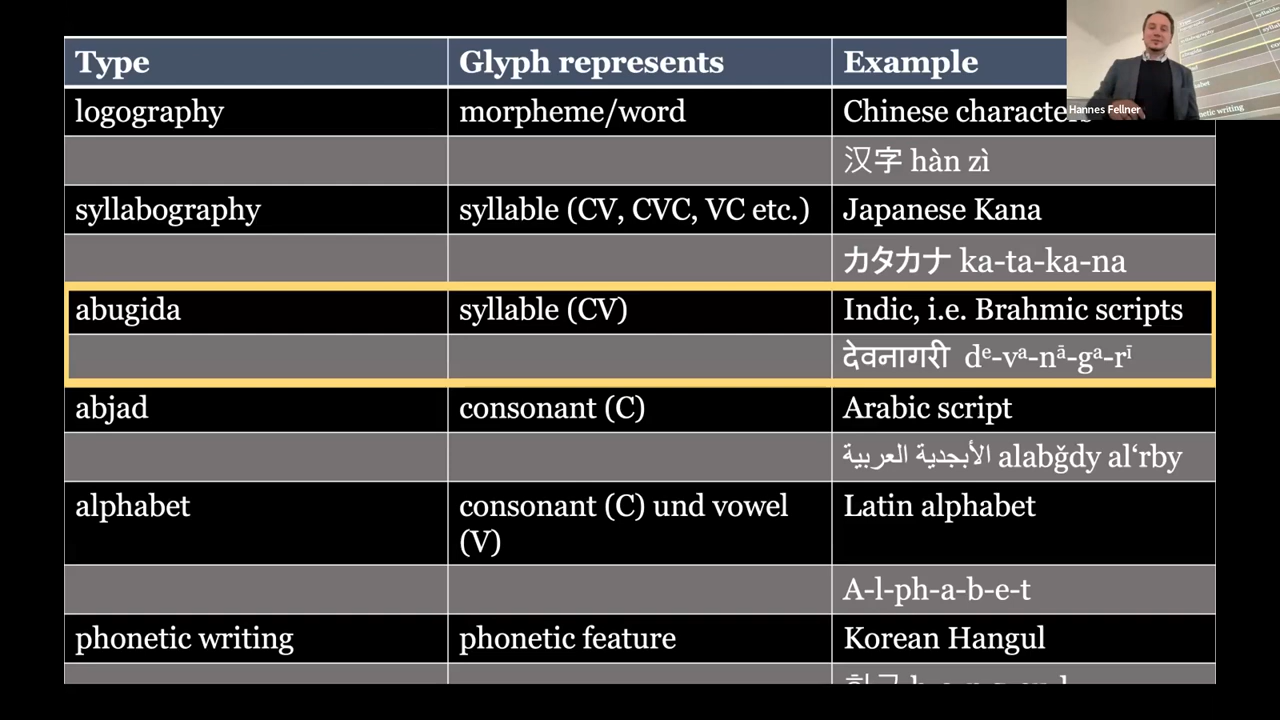 Type Glyph represents Example
logography morpheme/word Chinese characters
汉字 hàn zì
syllabography syllable (CV, CVC, VC etc.) Japanese Kana
カタカナ ka-ta-ka-na
abugida syllable (CV) Indic, i.e. Brahmic scripts
देवनागरी dᵉ-vᵃ-nᾱ-gᵃ-rⁱ̄
abjad consonant (C) Arabic script
الأبجدية العربية alabǧdy al‘rby
alphabet consonant (C) und vowel (V) Latin alphabet
A-l-ph-a-b-e-t
phonetic writing phonetic feature Korean Hangul
Hannes Fellner